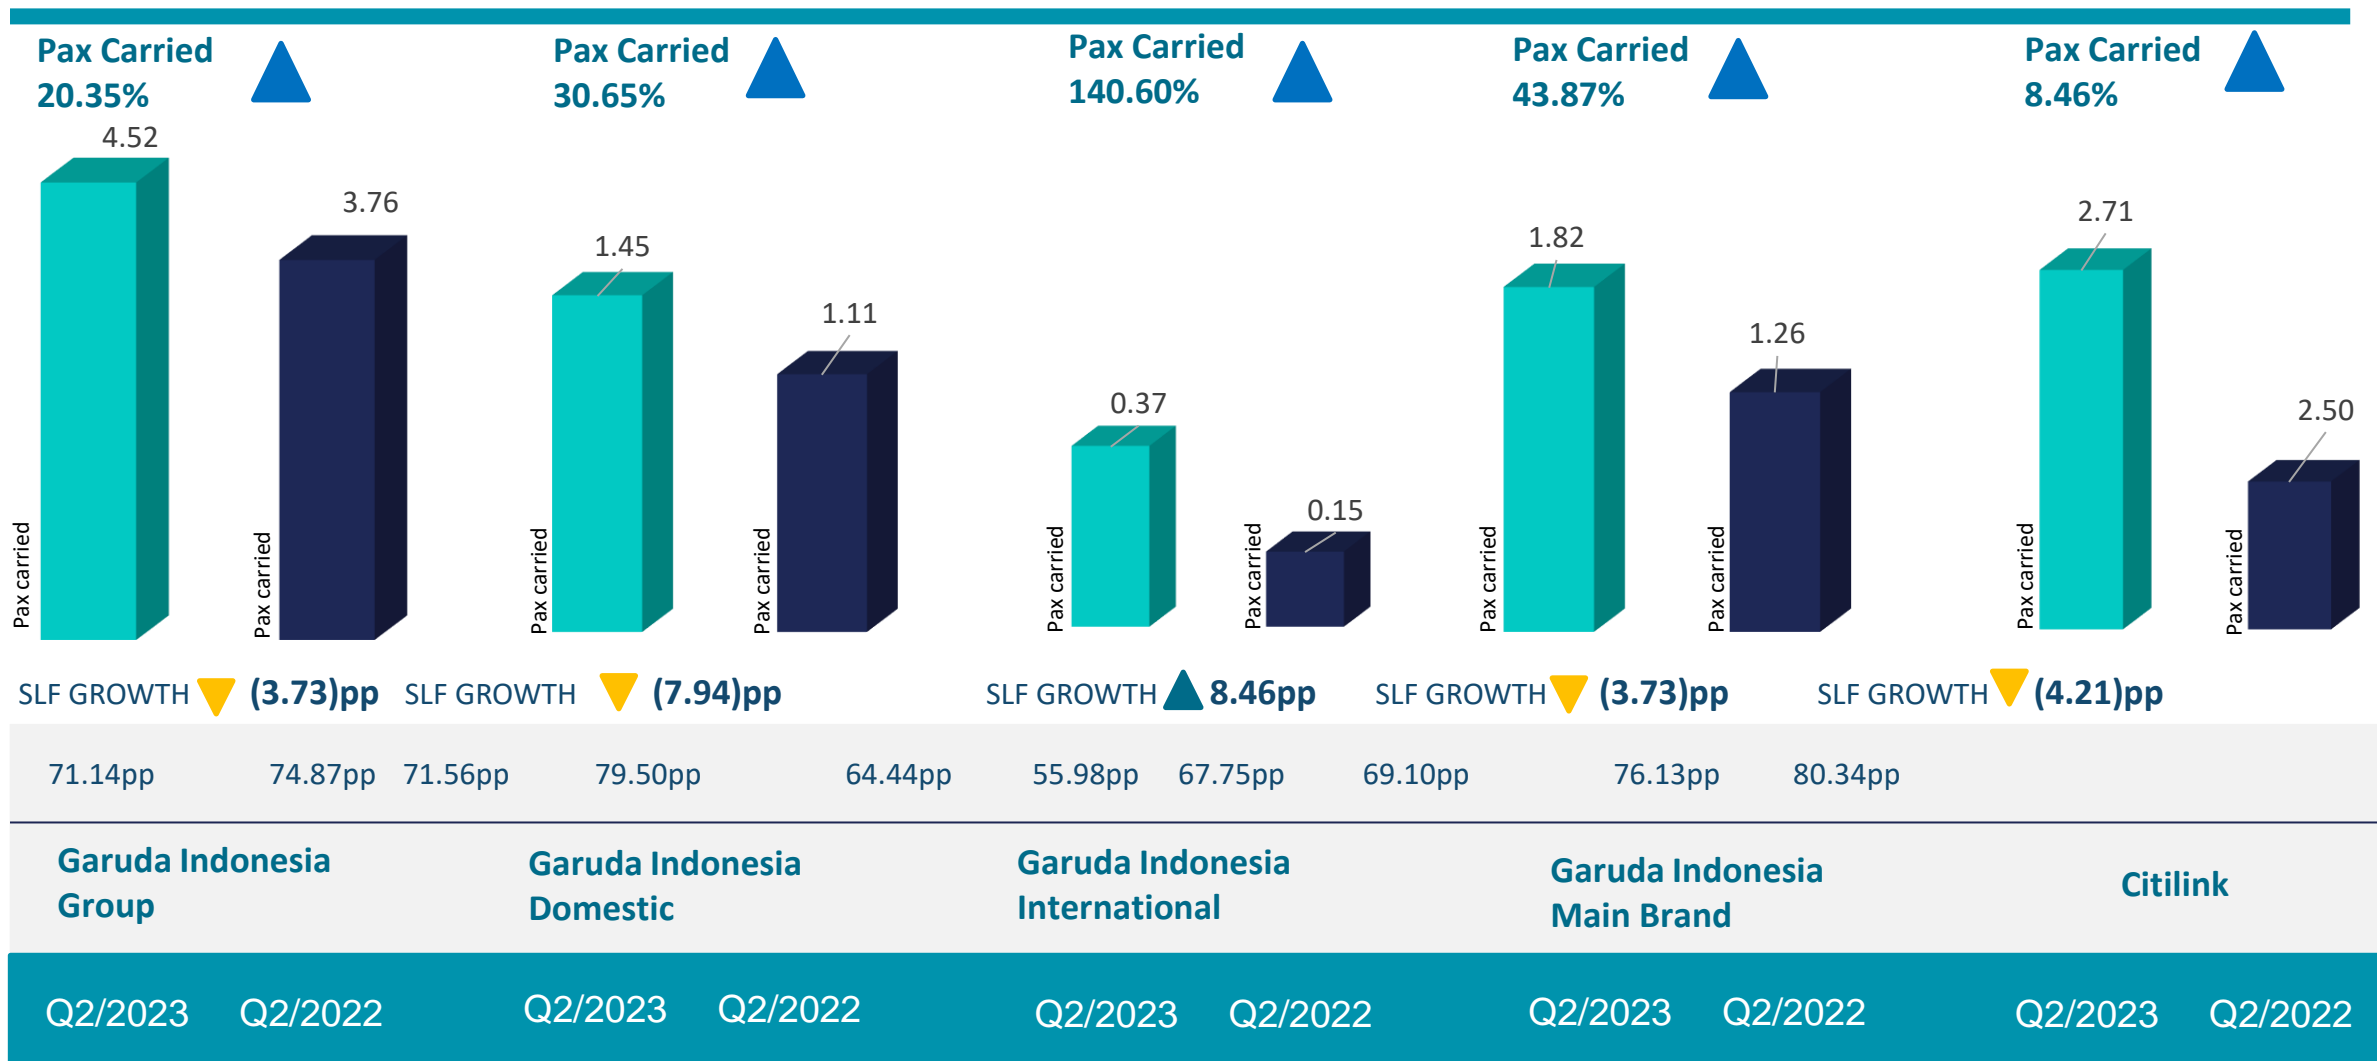 Pax Carried
20.35%
Pax Carried
30.65%
Pax Carried
140.60%
Pax Carried
43.87%
Pax Carried
8.46%
4.52
3.76
1.45
1.11
0.37
0.15
1.82
1.26
2.71
2.50
Pax carried
Pax carried
Pax carried
Pax carried
Pax carried
Pax carried
Pax carried
Pax carried
Pax carried
Pax carried
SLF GROWTH (3.73)pp
SLF GROWTH (7.94)pp
SLF GROWTH 8.46pp
SLF GROWTH (3.73)pp
SLF GROWTH (4.21)pp
71.14pp 74.87pp 71.56pp 79.50pp 64.44pp 55.98pp 67.75pp 69.10pp 76.13pp 80.34pp
Garuda Indonesia
Group
Garuda Indonesia
Domestic
Garuda Indonesia
International
Garuda Indonesia
Main Brand
Citilink
Q2/2023 Q2/2022 Q2/2023 Q2/2022 Q2/2023 Q2/2022 Q2/2023 Q2/2022 Q2/2023 Q2/2022